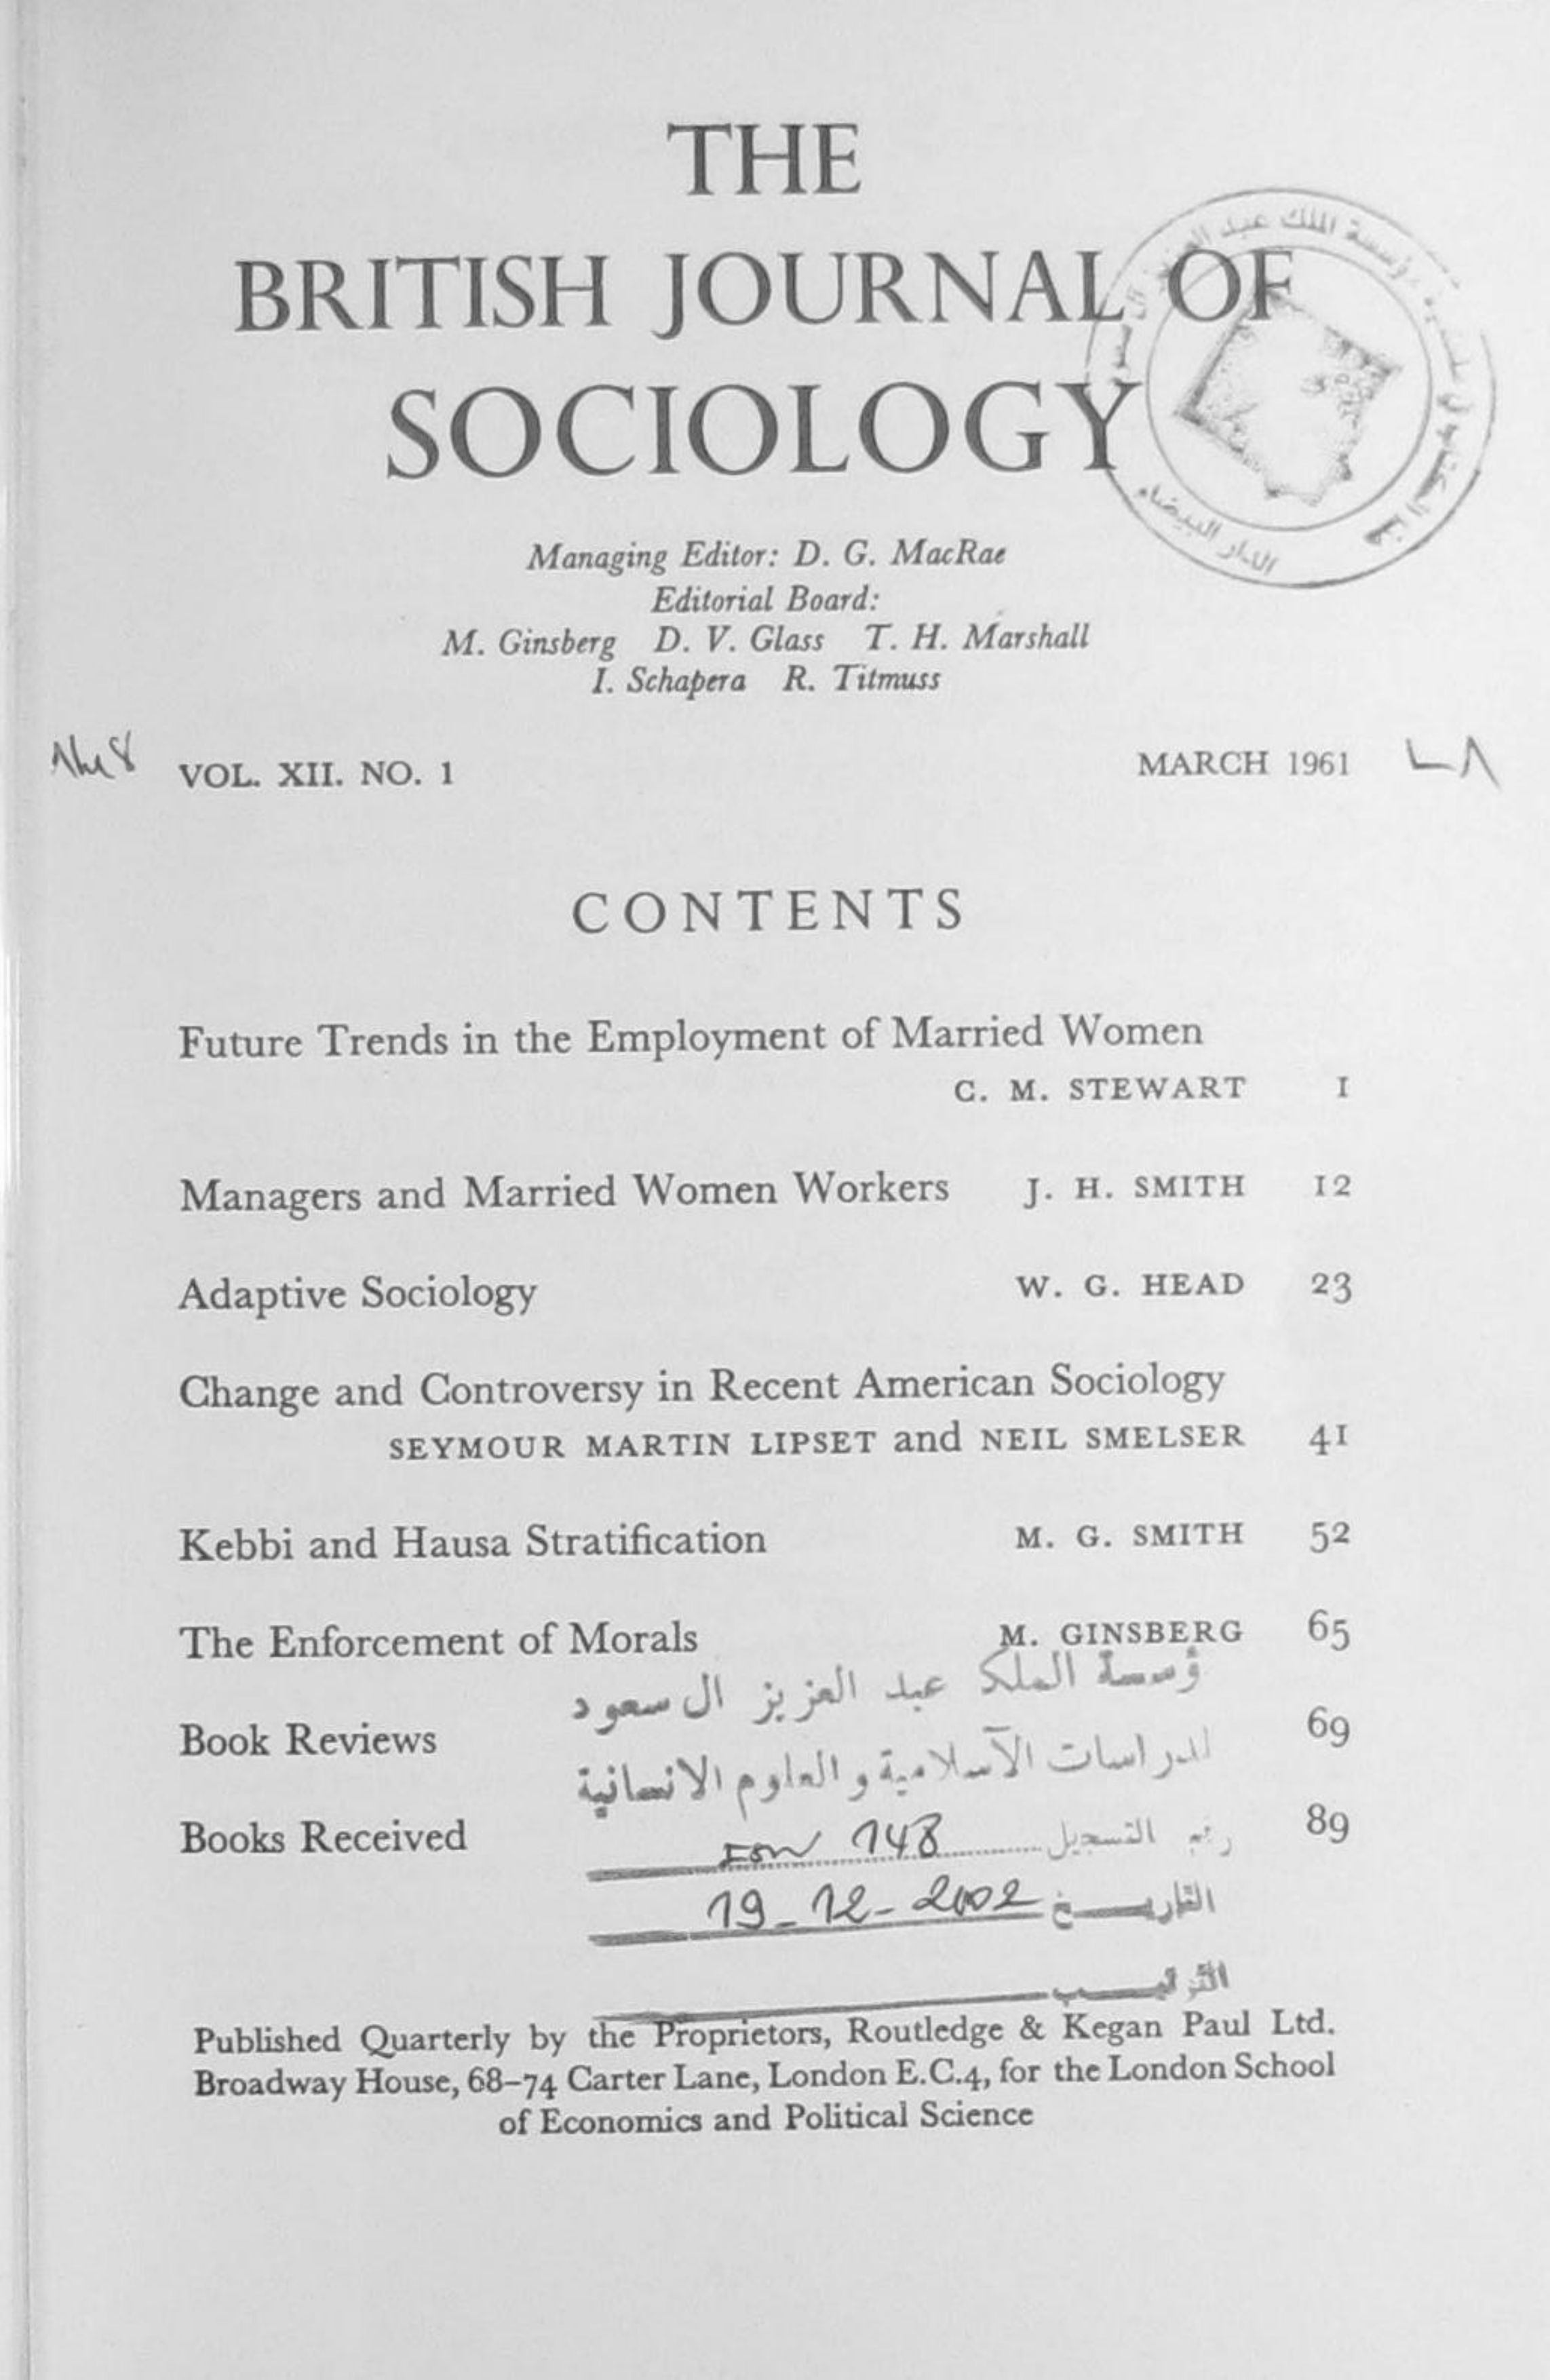 THE
BRITISH JOURNAL OF
SOCIOLOGY
الدار البيضاء
Managing Editor: D. G. MacRae
Editorial Board:
M. Ginsberg D. V. Glass T. H. Marshall
I. Schapera R. Titmuss
VOL. XII. NO. 1 MARCH 1961
CONTENTS
Future Trends in the Employment of Married Women
C. M. STEWART 1
Managers and Married Women Workers J. H. SMITH 12
Adaptive Sociology W. G. HEAD 23
Change and Controversy in Recent American Sociology
SEYMOUR MARTIN LIPSET and NEIL SMELSER 41
Kebbi and Hausa Stratification M. G. SMITH 52
The Enforcement of Morals M. GINSBERG 65
ؤسسة الملك عبد العزيز ال سعود
Book Reviews 69
للدراسات الآسلامية و العلوم الانسانية
Books Received 89
رقم التسجيل 148
التاريخ 19-12-2002
الترتيب
Published Quarterly by the Proprietors, Routledge & Kegan Paul Ltd.
Broadway House, 68–74 Carter Lane, London E.C.4, for the London School
of Economics and Political Science